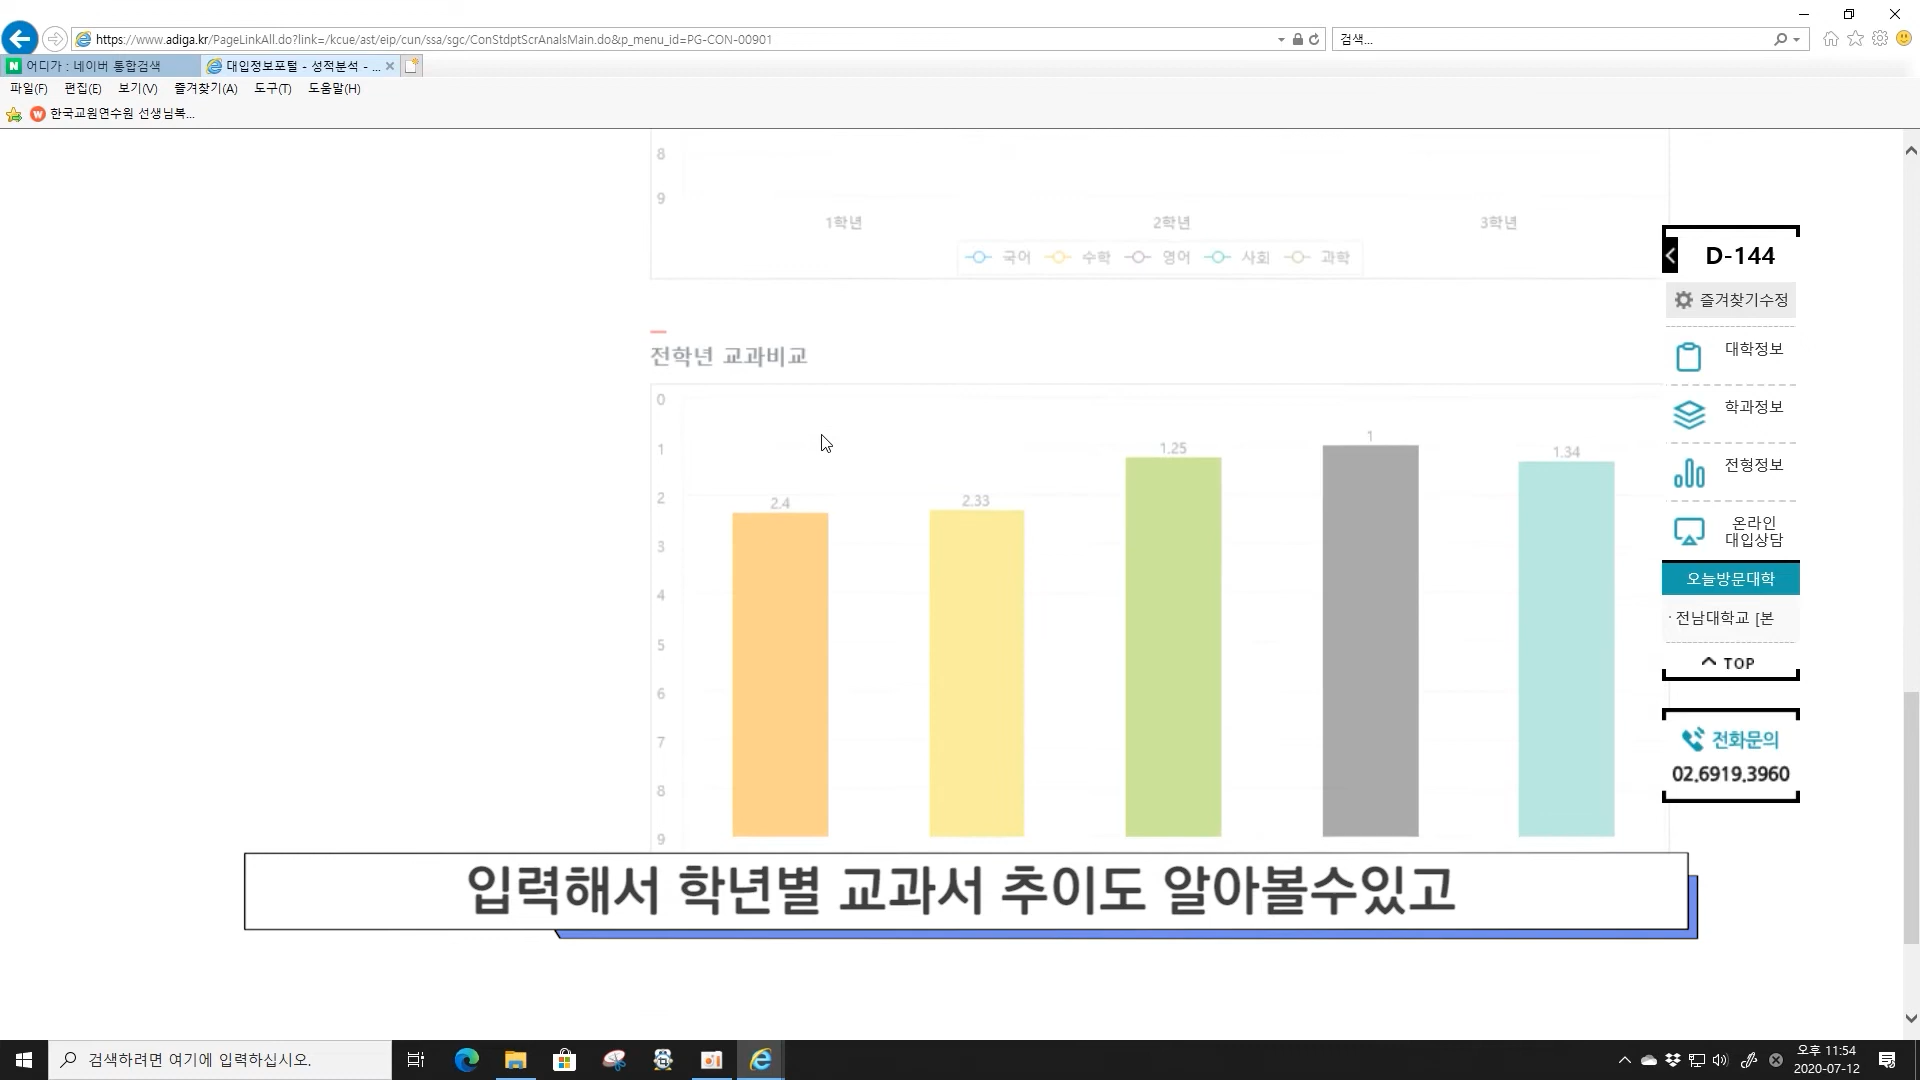 https://www.adiga.kr/PageLinkAll.do?link=/kcue/ast/eip/cun/ssa/sgc/ConStdptScrAnalsMain.do&p_menu_id=PG-CON-00901
검색...
어디가 : 네이버 통합검색
대입정보포털 - 성적분석 - ...
파일(F) 편집(E) 보기(V) 즐겨찾기(A) 도구(T) 도움말(H)
한국교원연수원 선생님복...
8
9
1학년 2학년 3학년
국어 수학 영어 사회 과학
전학년 교과비교
0
1
2
3
4
5
6
7
8
9
2.4
2.33
1.25
1
1.34
D-144
즐겨찾기수정
대학정보
학과정보
전형정보
온라인
대입상담
오늘방문대학
· 전남대학교 [본
TOP
전화문의
02.6919.3960
입력해서 학년별 교과서 추이도 알아볼수있고
검색하려면 여기에 입력하십시오.
오후 11:54
2020-07-12